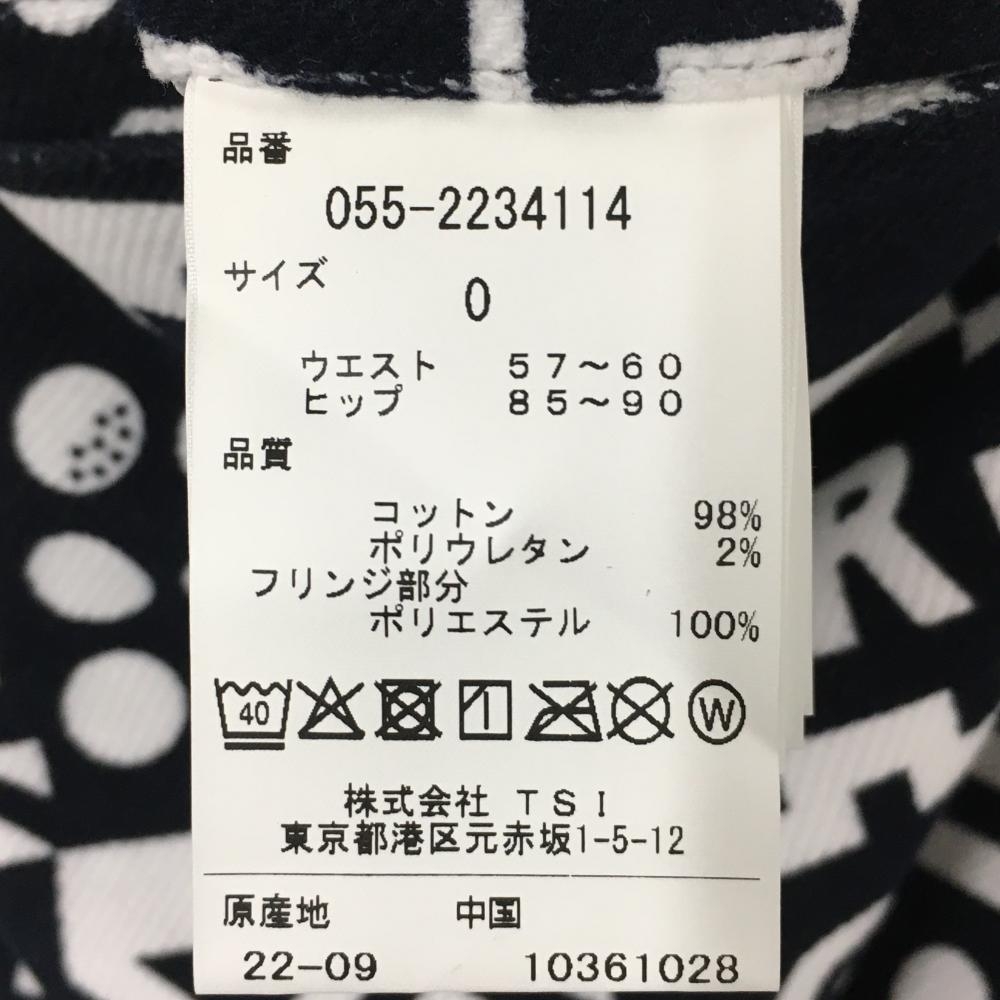 品番
055-2234114
サイズ
0
ウエスト 57～60
ヒップ 85～90
品質
コットン 98%
ポリウレタン 2%
フリンジ部分
ポリエステル 100%
40 W
株式会社 TSI
東京都港区元赤坂1-5-12
原産地 中国
22-09 10361028
R